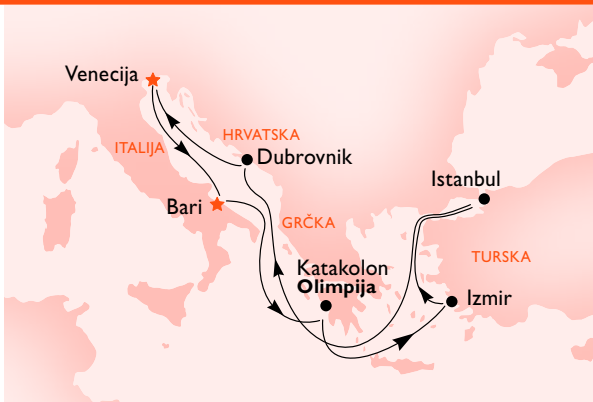 Venecija
HRVATSKA
ITALIJA
Dubrovnik
Istanbul
Bari
GRČKA
TURSKA
Katakolon
Olimpija
Izmir